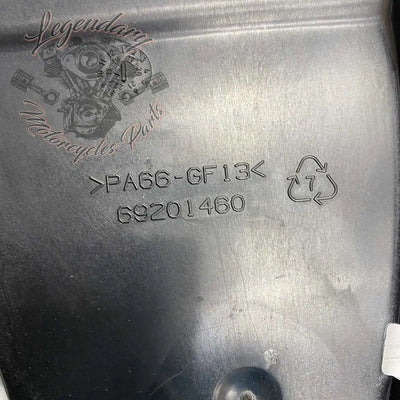 Legendary
Motorcycles Parts
>PA66-GF13<
69201460
7